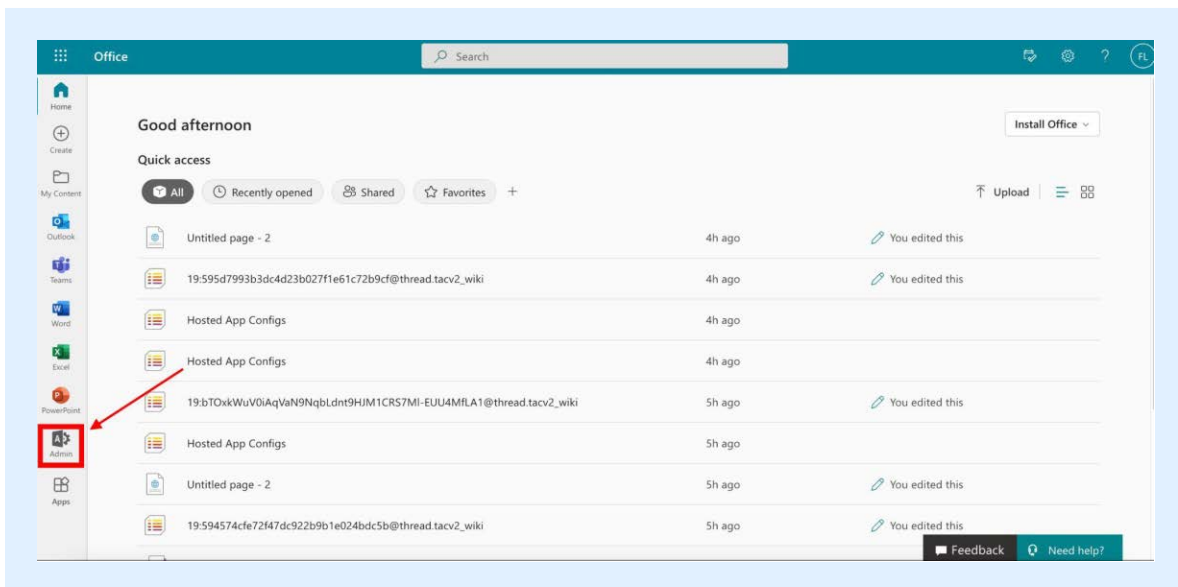 Office
Search
FL
Home
Create
My Content
Outlook
Teams
Word
Excel
PowerPoint
Admin
Apps
Good afternoon
Install Office
Quick access
All Recently opened Shared Favorites +
Upload
Untitled page - 2 4h ago You edited this
19:595d7993b3dc4d23b027f1e61c72b9cf@thread.tacv2_wiki 4h ago You edited this
Hosted App Configs 4h ago
Hosted App Configs 4h ago
19:bTOxkWuV0iAqVaN9NqbLdnt9HJM1CRS7Ml-EUU4MfLA1@thread.tacv2_wiki 5h ago You edited this
Hosted App Configs 5h ago
Untitled page - 2 5h ago You edited this
19:594574cfe72f47dc922b9b1e024bdc5b@thread.tacv2_wiki 5h ago You edited this
Feedback Need help?